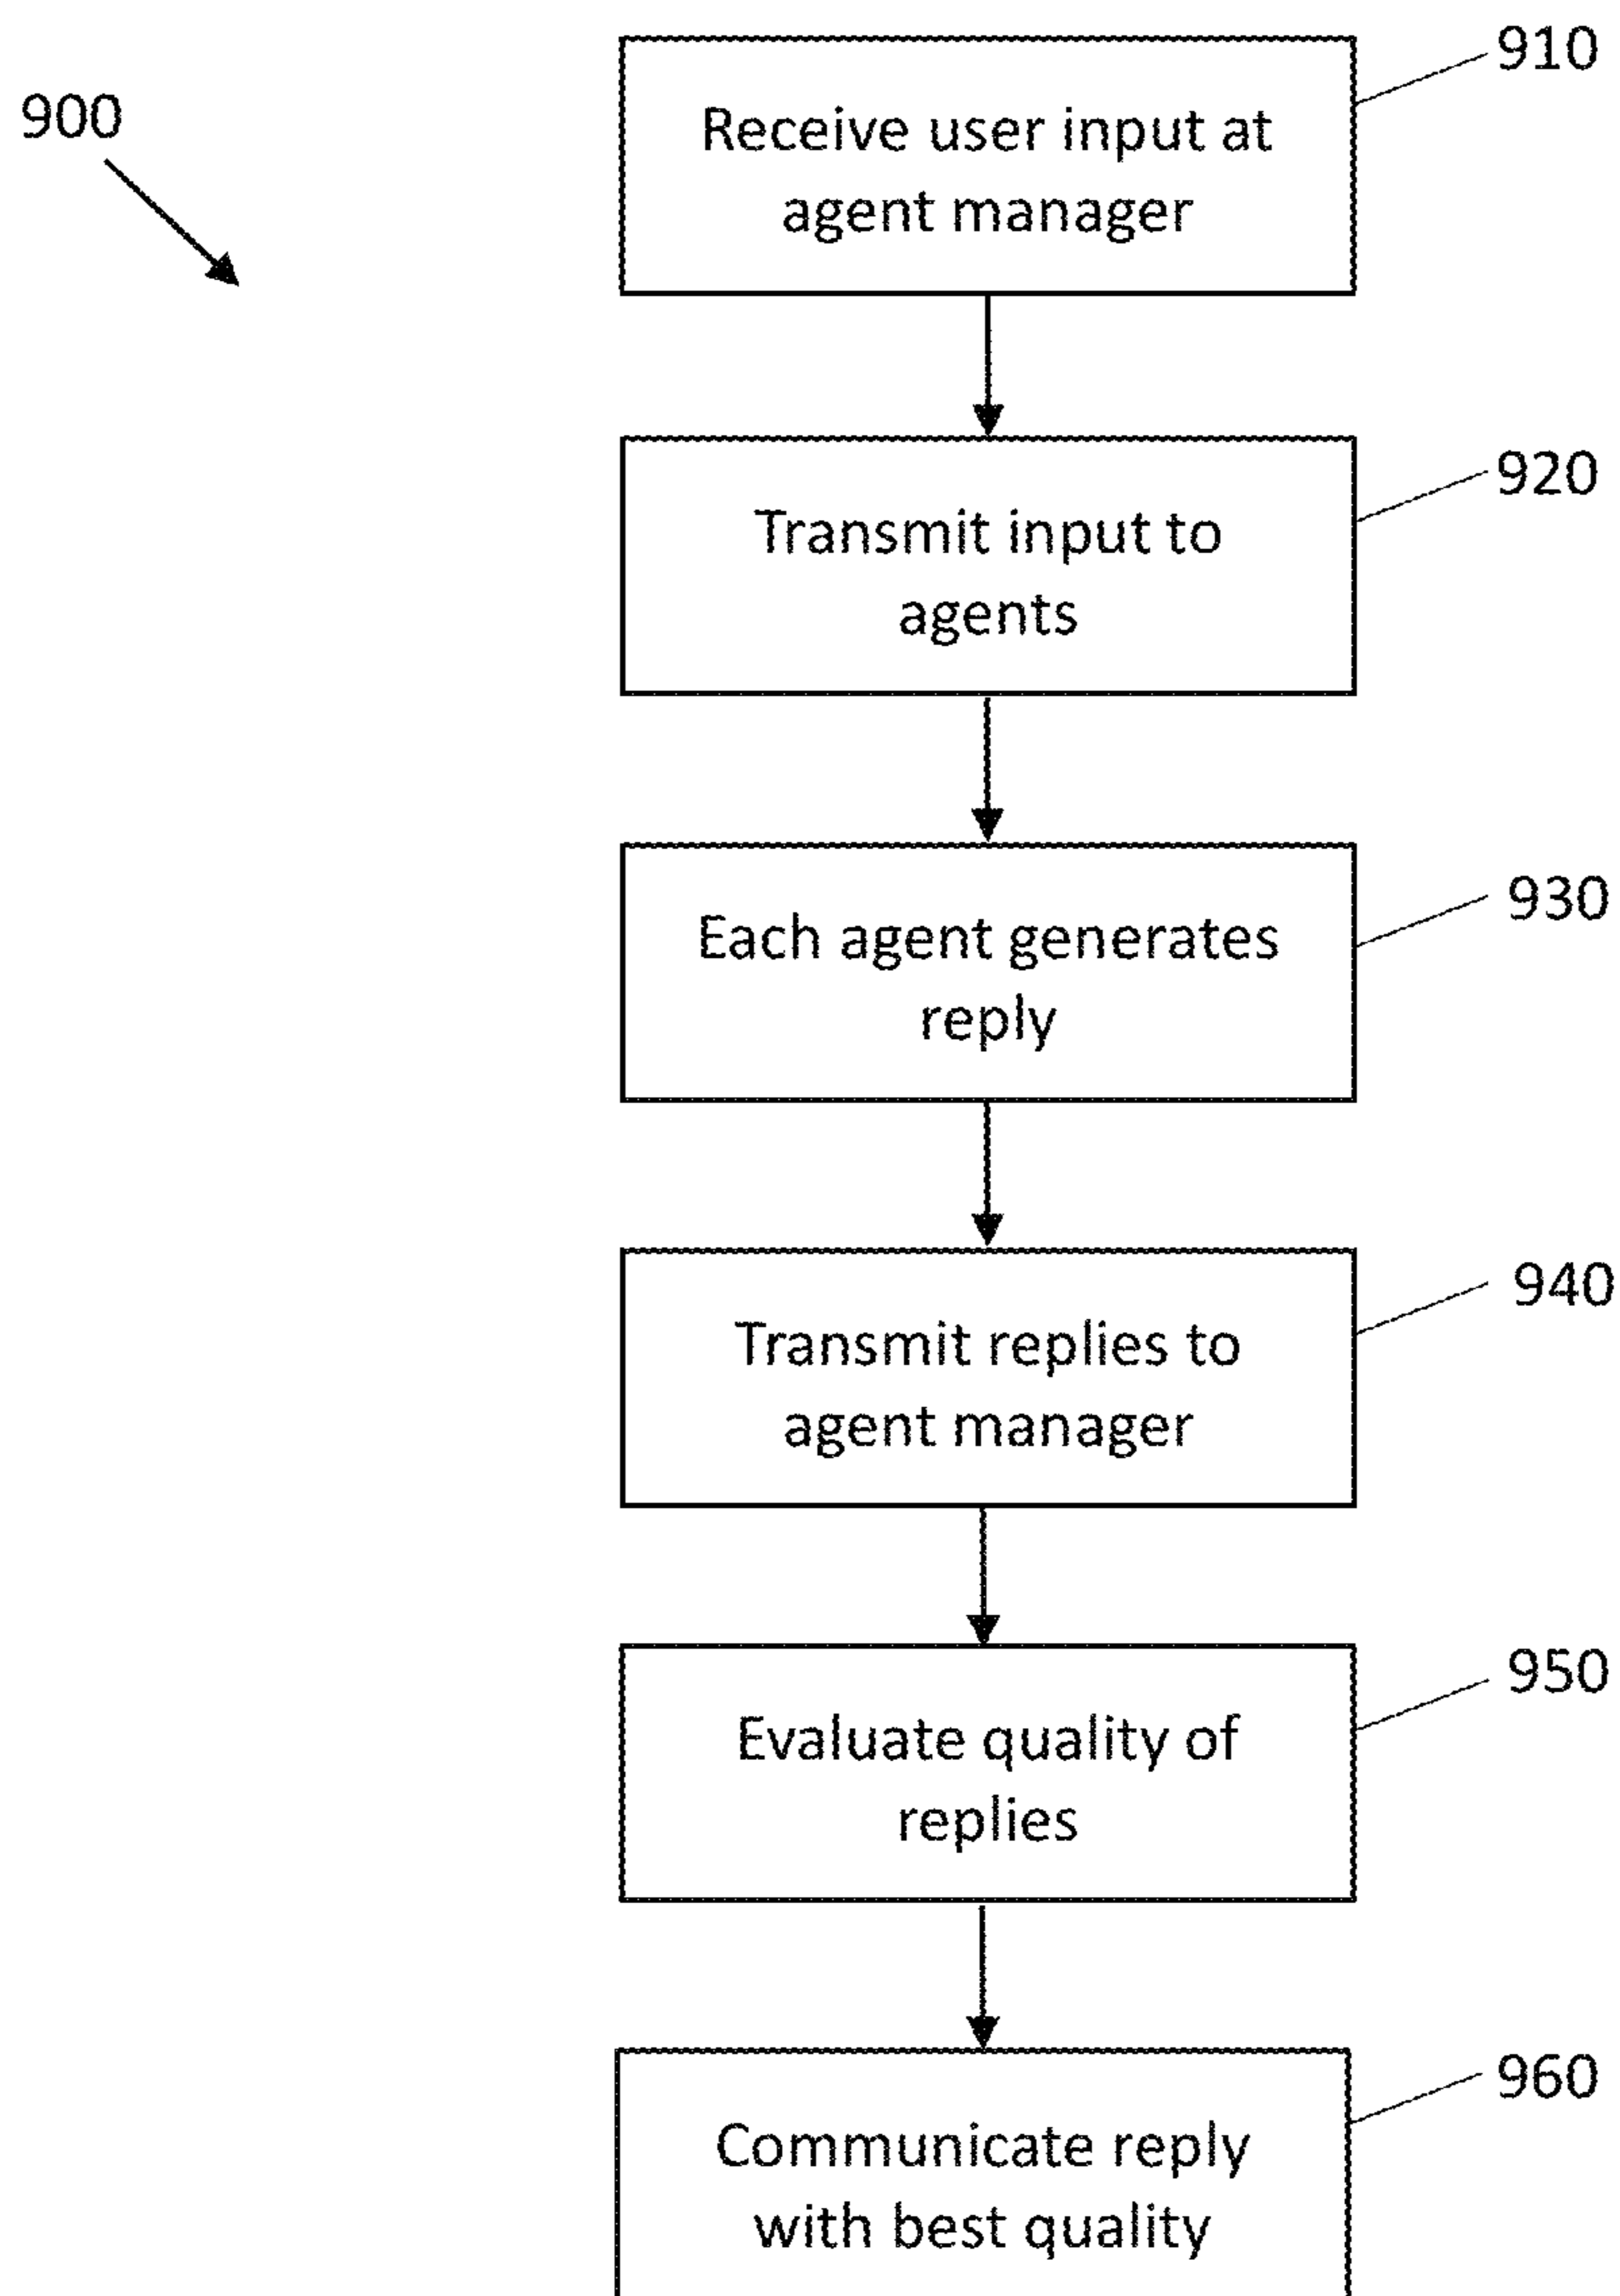 900
910
Receive user input at
agent manager
920
Transmit input to
agents
930
Each agent generates
reply
940
Transmit replies to
agent manager
950
Evaluate quality of
replies
960
Communicate reply
with best quality